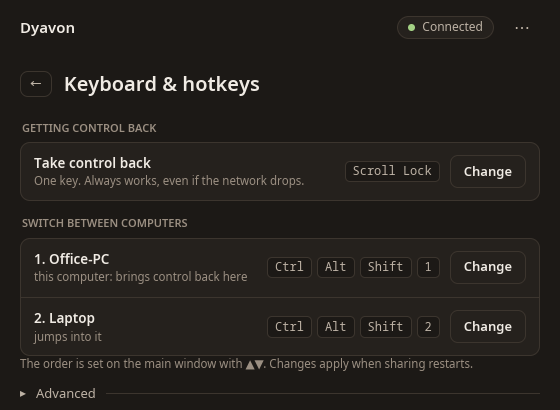 Dyavon
Connected ...
← Keyboard & hotkeys
GETTING CONTROL BACK
Take control back
One key. Always works, even if the network drops.
Scroll Lock Change
SWITCH BETWEEN COMPUTERS
1. Office-PC
this computer: brings control back here
Ctrl Alt Shift 1 Change
2. Laptop
jumps into it
Ctrl Alt Shift 2 Change
The order is set on the main window with ▲▼. Changes apply when sharing restarts.
▸ Advanced